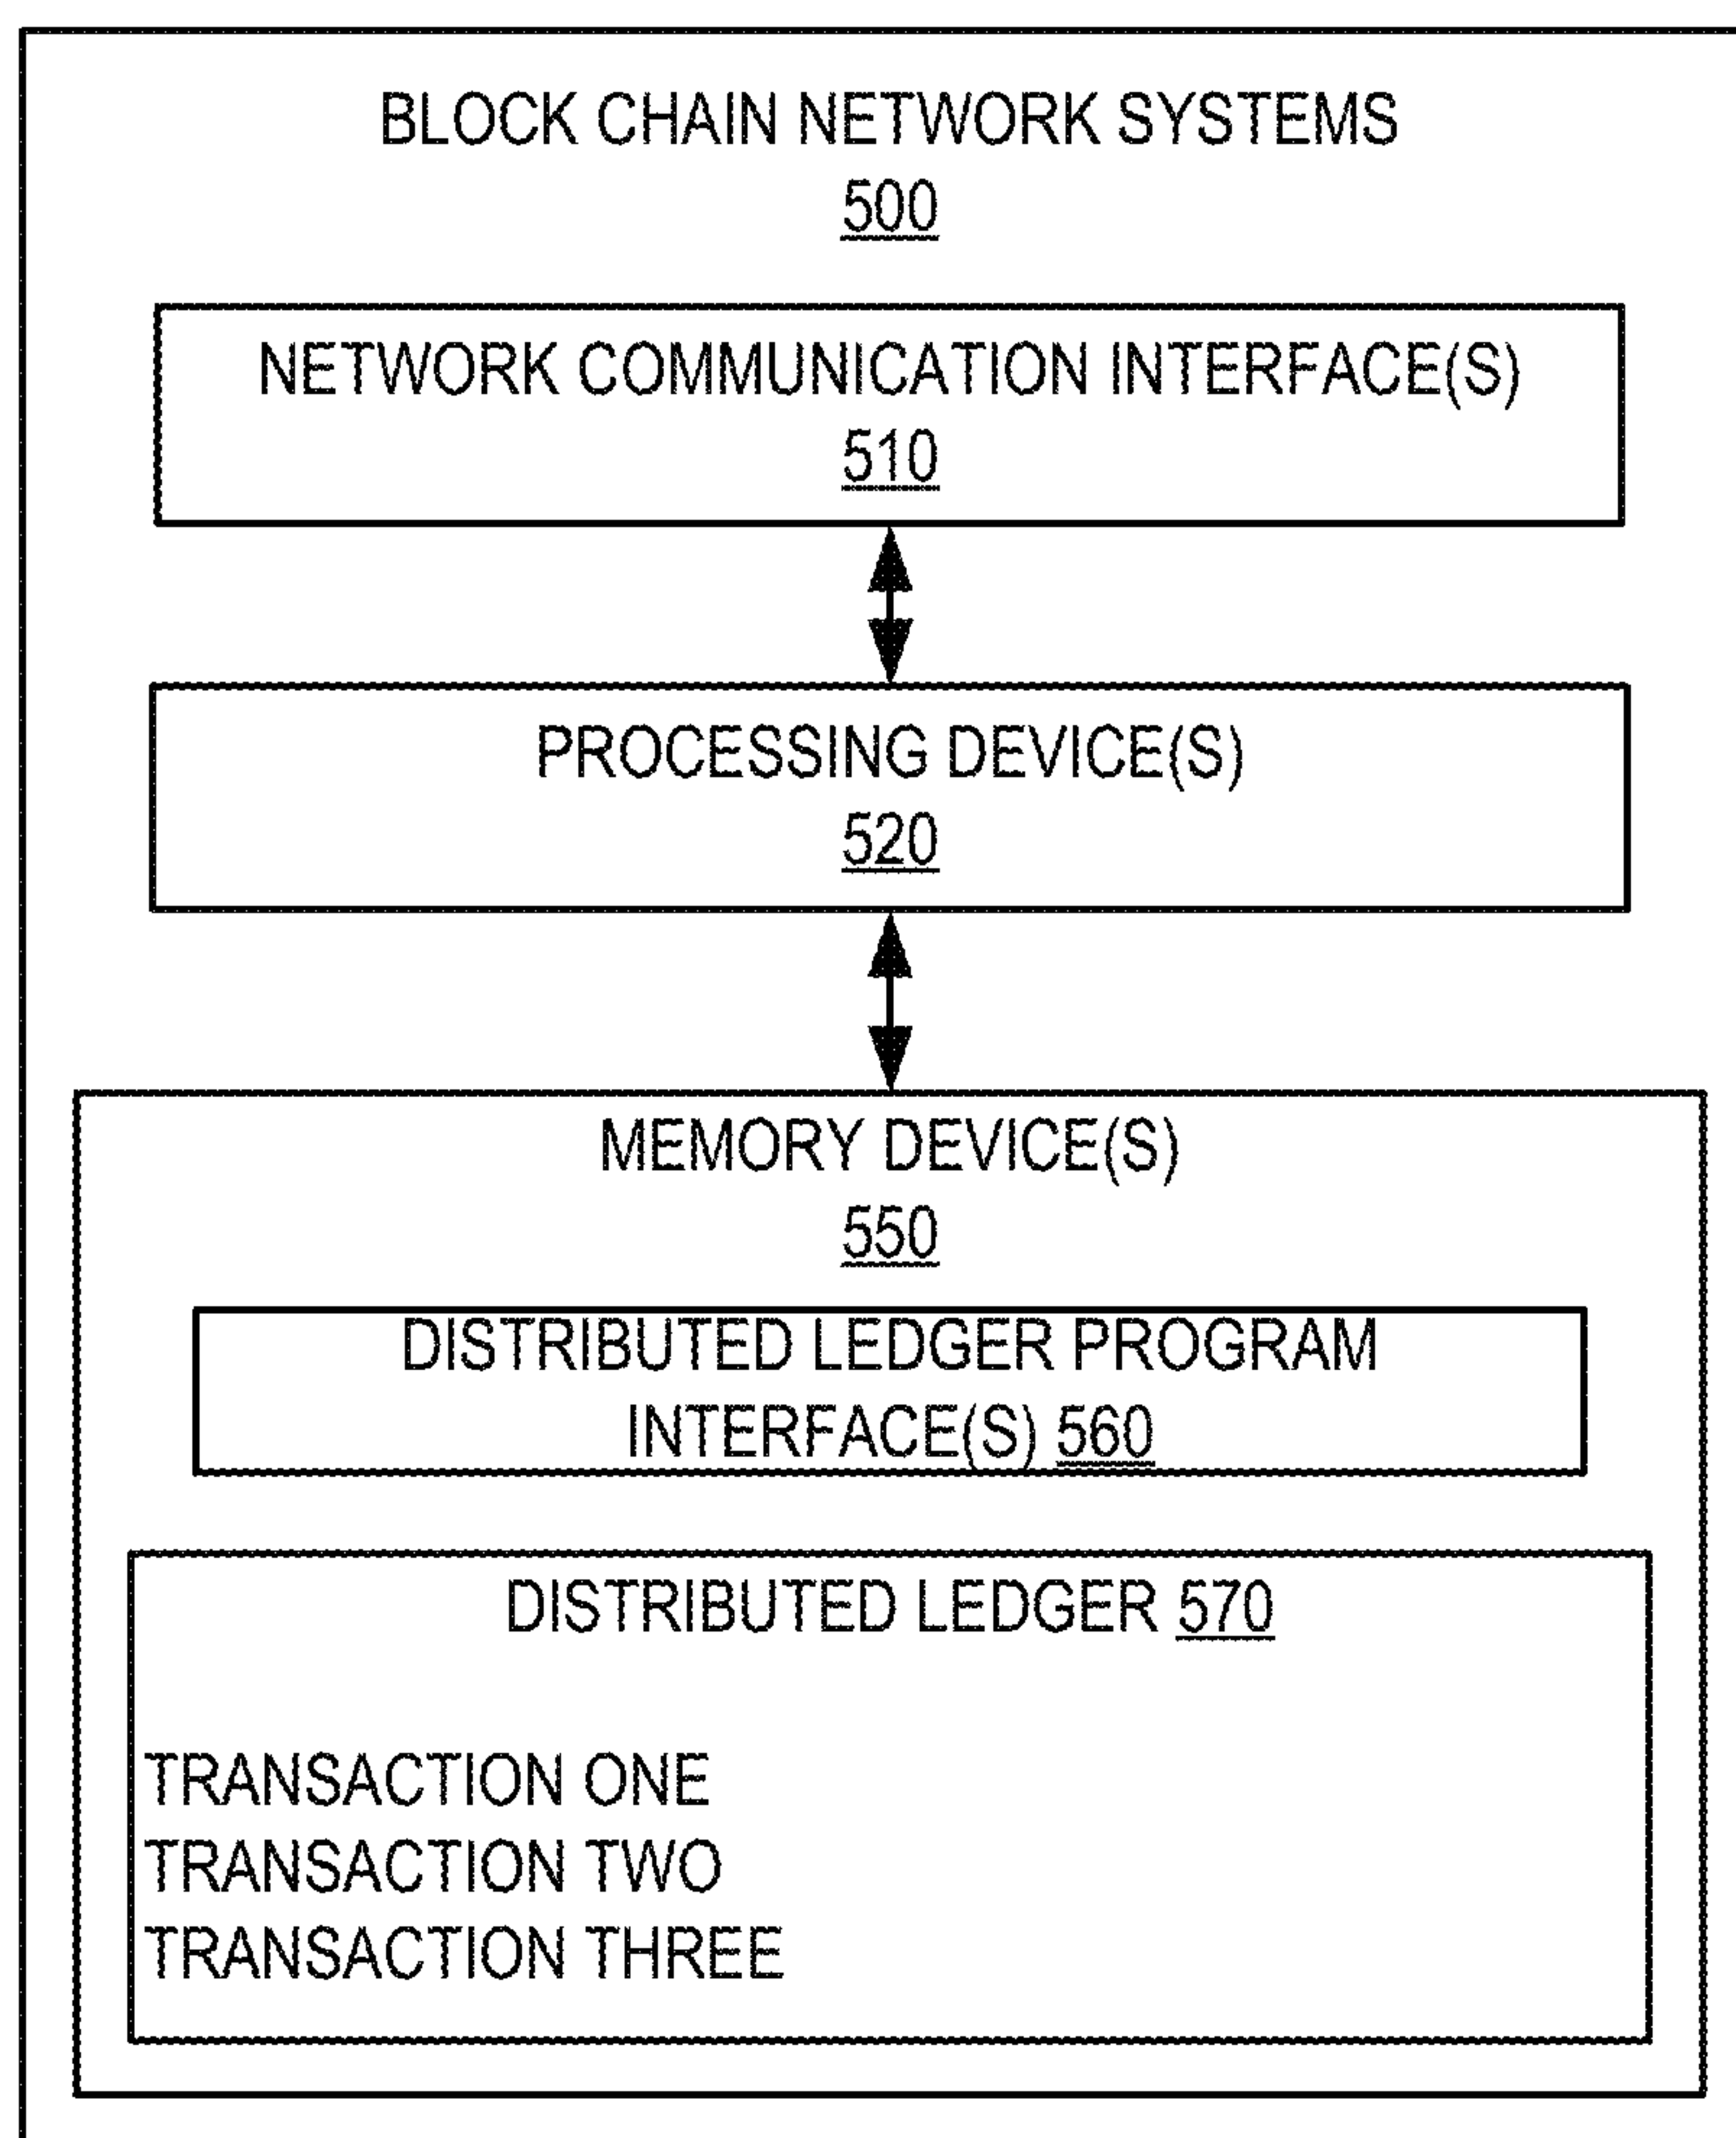 BLOCK CHAIN NETWORK SYSTEMS
500
NETWORK COMMUNICATION INTERFACE(S)
510
PROCESSING DEVICE(S)
520
MEMORY DEVICE(S)
550
DISTRIBUTED LEDGER PROGRAM
INTERFACE(S) 560
DISTRIBUTED LEDGER 570
TRANSACTION ONE
TRANSACTION TWO
TRANSACTION THREE